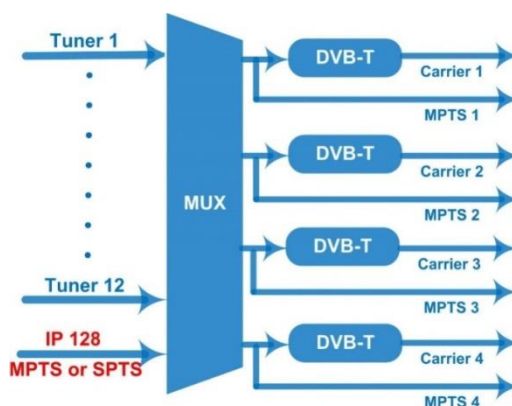 Tuner 1
Tuner 12
IP 128
MPTS or SPTS
MUX
DVB-T
Carrier 1
MPTS 1
DVB-T
Carrier 2
MPTS 2
DVB-T
Carrier 3
MPTS 3
DVB-T
Carrier 4
MPTS 4